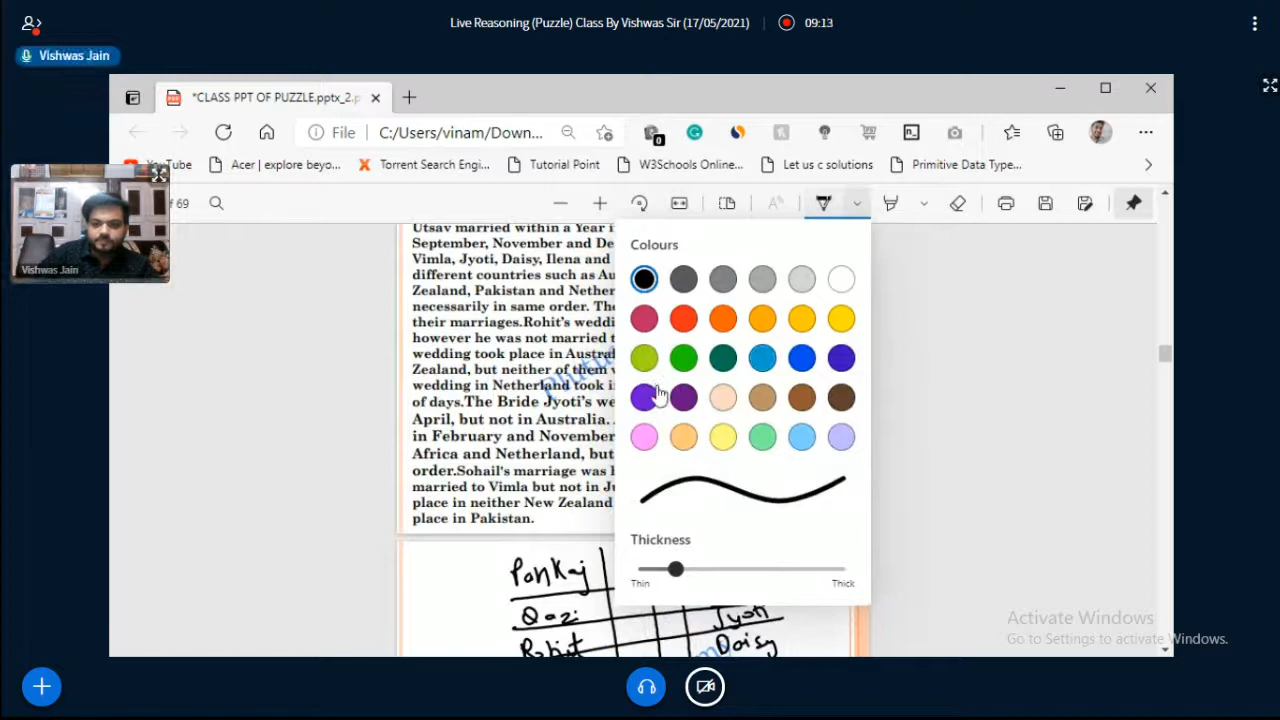 Live Reasoning (Puzzle) Class By Vishwas Sir (17/05/2021)
09:13
Vishwas Jain
*CLASS PPT OF PUZZLE.pptx_2.p
File
C:/Users/vinam/Down...
0
YouTube
Acer | explore beyo...
Torrent Search Engi...
Tutorial Point
W3Schools Online...
Let us c solutions
Primitive Data Type...
of 69
Vishwas Jain
Utsav married within a Year i
September, November and De
Vimla, Jyoti, Daisy, Ilena and
different countries such as Au
Zealand, Pakistan and Nether
necessarily in same order. The
their marriages.Rohit's weddi
however he was not married t
wedding took place in Austra
Zealand, but neither of them w
wedding in Netherland took i
of days.The Bride Jyoti's we
April, but not in Australia.
in February and November
Africa and Netherland, but
order.Sohail's marriage was
married to Vimla but not in Ju
place in neither New Zealand
place in Pakistan.
Colours
Thickness
Thin
Thick
Pankaj
Qazi
Jyoti
Rohit
Daisy
Activate Windows
Go to Settings to activate Windows.